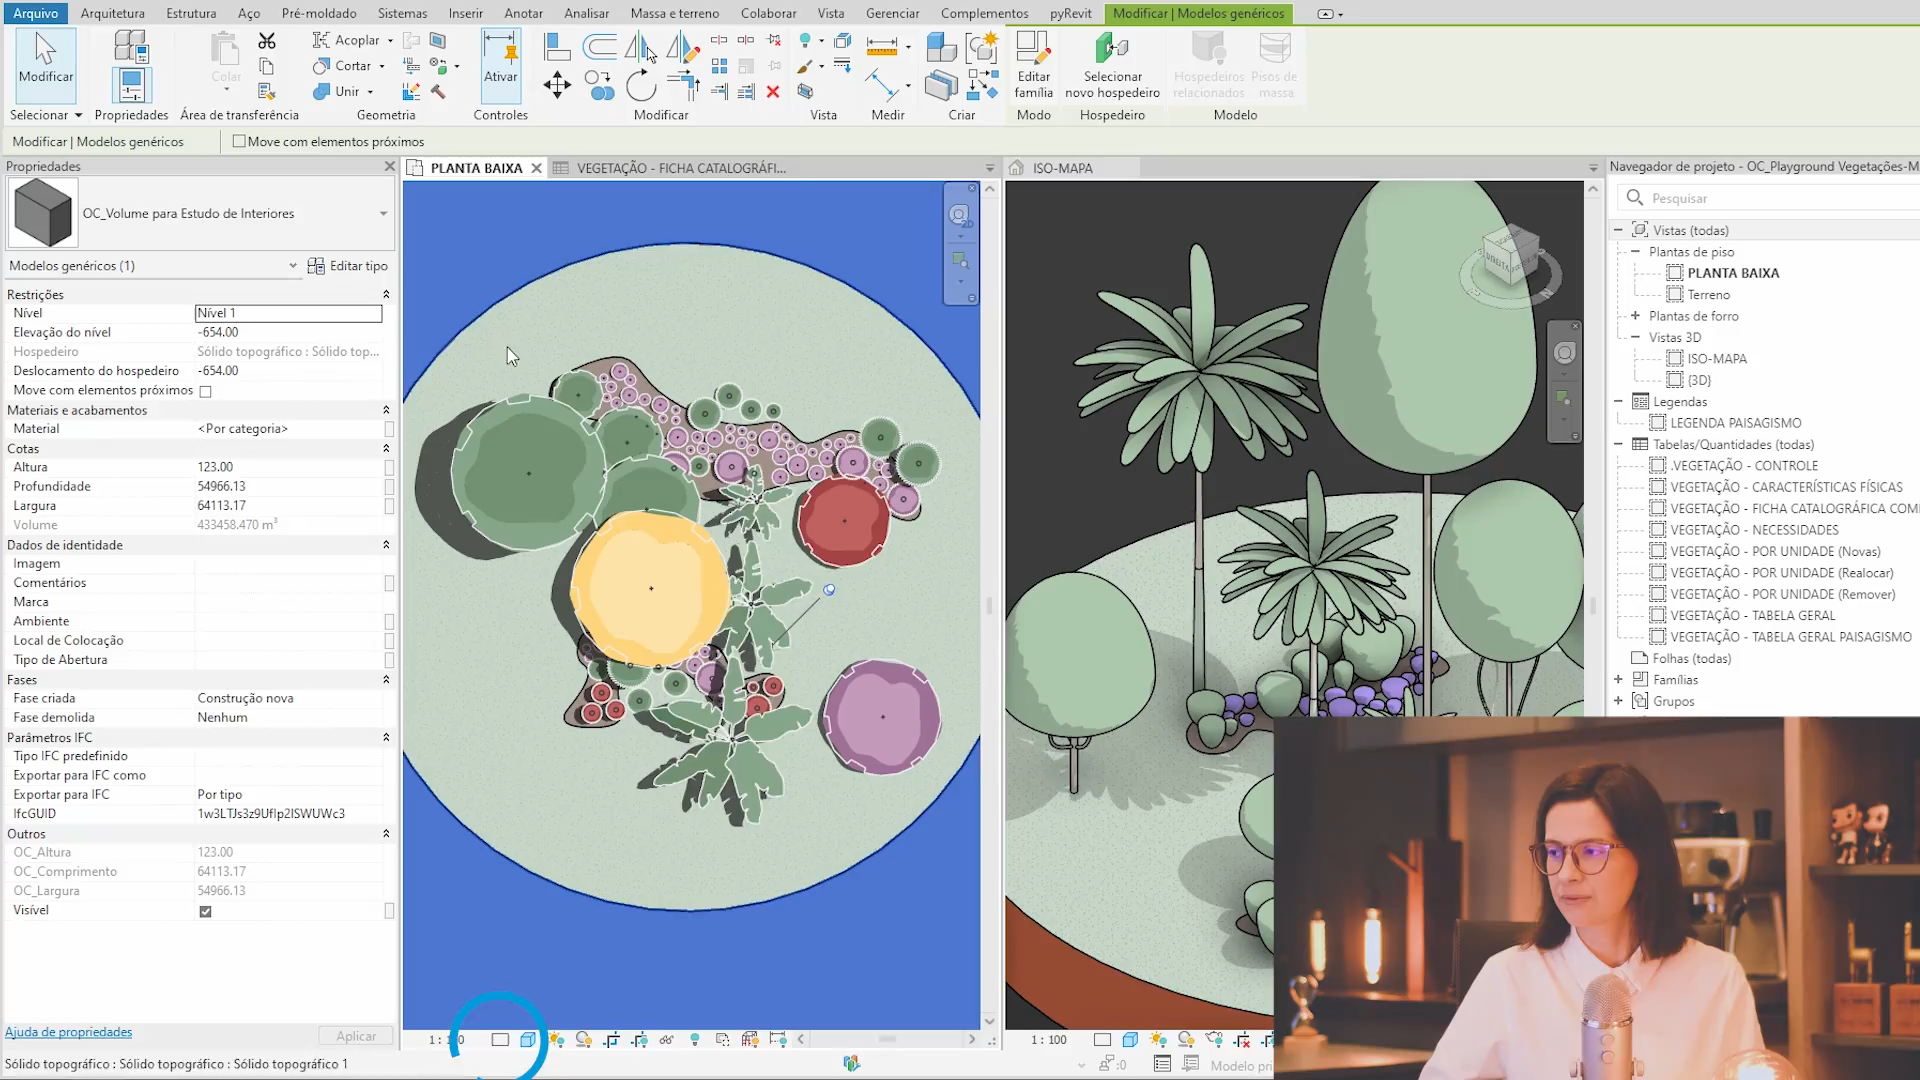 Arquivo Arquitetura Estrutura Aço Pré-moldado Sistemas Inserir Anotar Analisar Massa e terreno Colaborar Vista Gerenciar Complementos pyRevit Modificar | Modelos genéricos
Modificar Colar Acoplar Cortar Unir Ativar Editar família Selecionar novo hospedeiro Hospedeiros relacionados Pisos de massa
Selecionar Propriedades Área de transferência Geometria Controles Modificar Vista Medir Criar Modo Hospedeiro Modelo
Modificar | Modelos genéricos Move com elementos próximos
Propriedades
OC_Volume para Estudo de Interiores
Modelos genéricos (1) Editar tipo
Restrições
Nível Nível 1
Elevação do nível -654.00
Hospedeiro Sólido topográfico : Sólido top...
Deslocamento do hospedeiro -654.00
Move com elementos próximos
Materiais e acabamentos
Material <Por categoria>
Cotas
Altura 123.00
Profundidade 54966.13
Largura 64113.17
Volume 433458.470 m³
Dados de identidade
Imagem
Comentários
Marca
Ambiente
Local de Colocação
Tipo de Abertura
Fases
Fase criada Construção nova
Fase demolida Nenhum
Parâmetros IFC
Tipo IFC predefinido
Exportar para IFC como
Exportar para IFC Por tipo
IfcGUID
Outros
OC_Altura 123.00
OC_Comprimento 64113.17
OC_Largura 54966.13
Visível
Ajuda de propriedades Aplicar
Sólido topográfico : Sólido topográfico : Sólido topográfico 1
PLANTA BAIXA VEGETAÇÃO - FICHA CATALOGRÁFI...
2D
ISO-MAPA
1 : 100
:0
Navegador de projeto - OC_Playground Vegetações-M
Pesquisar
Vistas (todas)
Plantas de piso
PLANTA BAIXA
Terreno
Plantas de forro
Vistas 3D
ISO-MAPA
{3D}
Legendas
LEGENDA PAISAGISMO
Tabelas/Quantidades (todas)
.VEGETAÇÃO - CONTROLE
VEGETAÇÃO - CARACTERÍSTICAS FÍSICAS
VEGETAÇÃO - FICHA CATALOGRÁFICA COM
VEGETAÇÃO - NECESSIDADES
VEGETAÇÃO - POR UNIDADE (Novas)
VEGETAÇÃO - POR UNIDADE (Realocar)
VEGETAÇÃO - POR UNIDADE (Remover)
VEGETAÇÃO - TABELA GERAL
VEGETAÇÃO - TABELA GERAL PAISAGISMO
Folhas (todas)
Famílias
Grupos